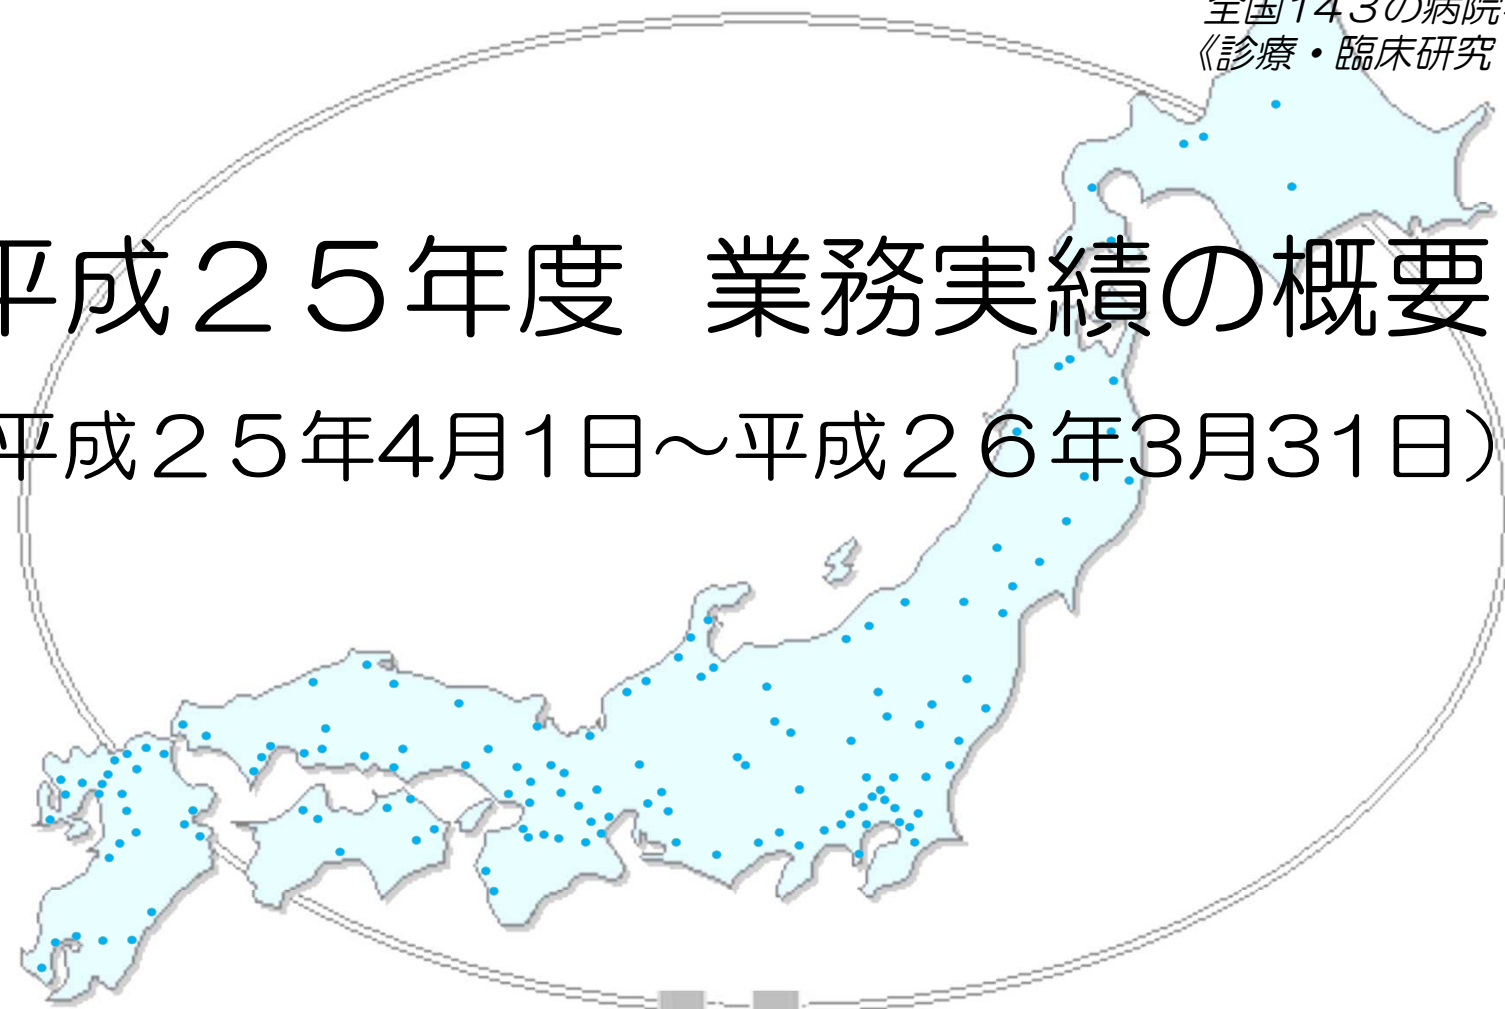 全国143の病院
《診療・臨床研究
平成２５年度　業務実績の概要
平成２５年4月1日～平成２６年3月31日）